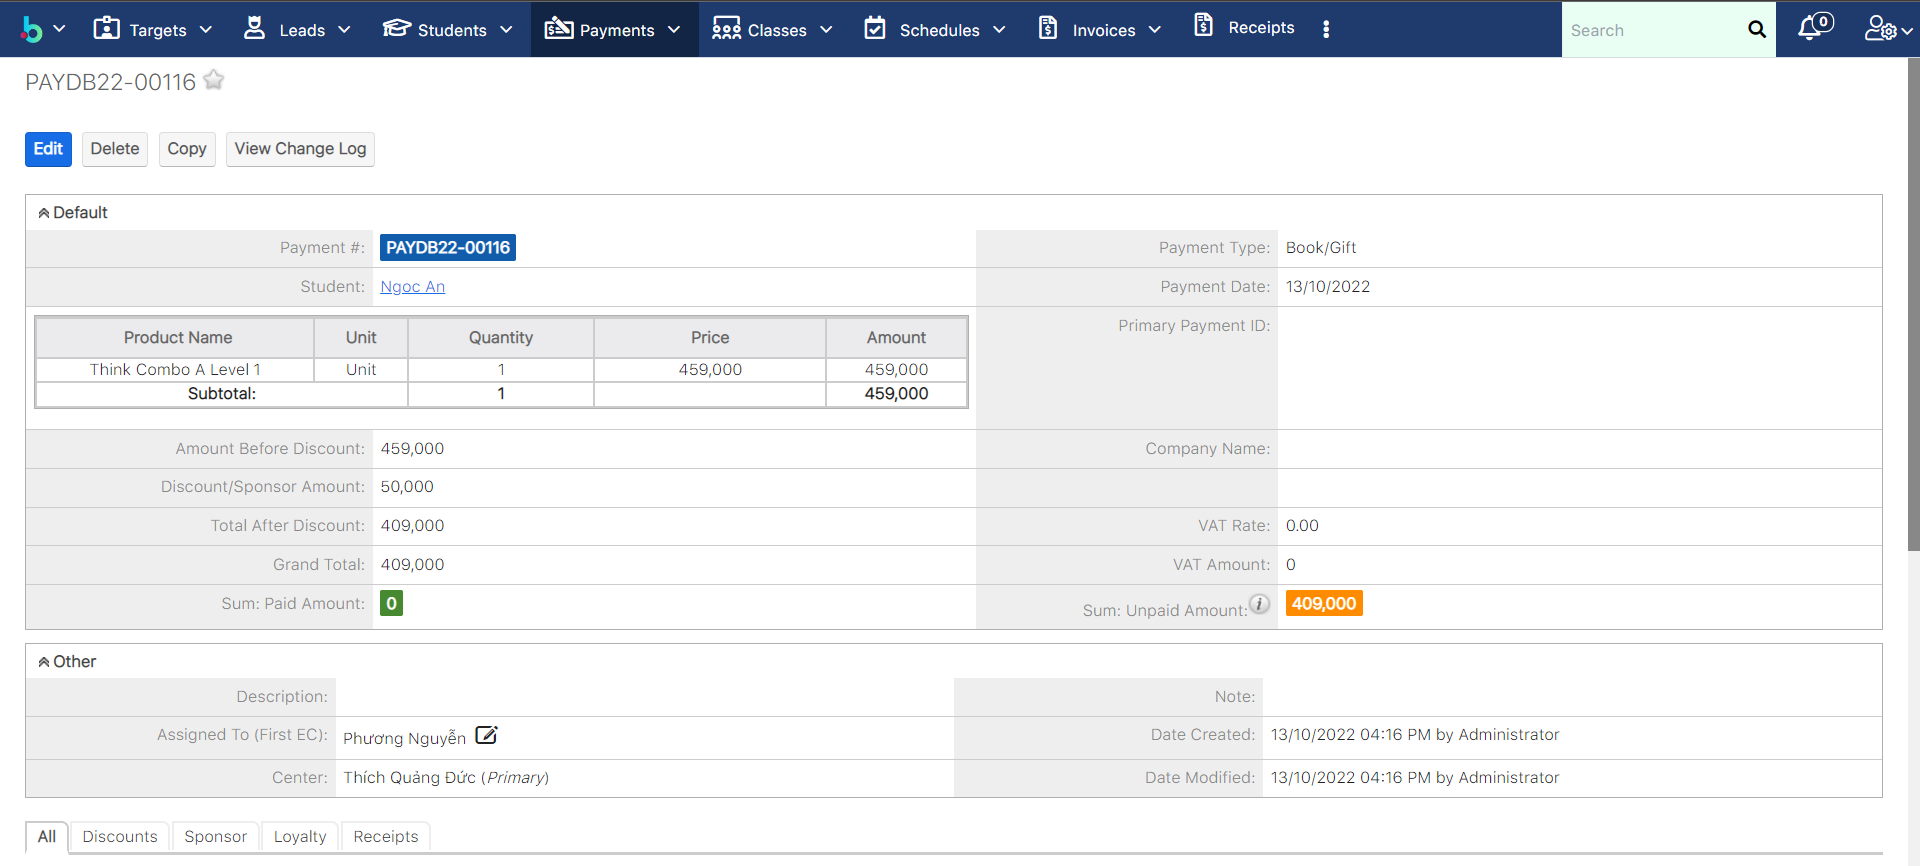 Targets Leads Students Payments Classes Schedules Invoices Receipts Search 0
PAYDB22-00116
Edit Delete Copy View Change Log
Default
Payment #: PAYDB22-00116 Payment Type: Book/Gift
Student: Ngoc An Payment Date: 13/10/2022
Primary Payment ID:
Product Name Unit Quantity Price Amount
Think Combo A Level 1 Unit 1 459,000 459,000
Subtotal: 1 459,000
Amount Before Discount: 459,000 Company Name:
Discount/Sponsor Amount: 50,000
Total After Discount: 409,000 VAT Rate: 0.00
Grand Total: 409,000 VAT Amount: 0
Sum: Paid Amount: 0 Sum: Unpaid Amount: i 409,000
Other
Description: Note:
Assigned To (First EC): Phương Nguyễn Date Created: 13/10/2022 04:16 PM by Administrator
Center: Thích Quảng Đức (Primary) Date Modified: 13/10/2022 04:16 PM by Administrator
All Discounts Sponsor Loyalty Receipts